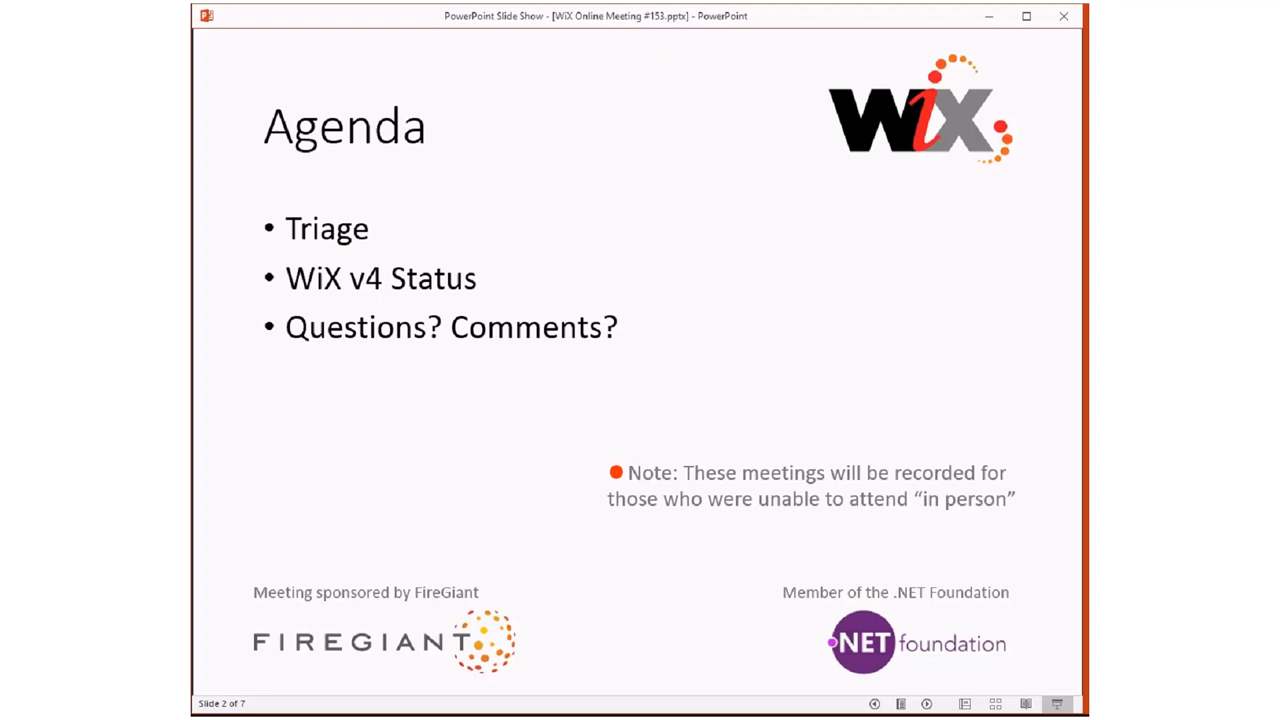 PowerPoint Slide Show - [WiX Online Meeting #153.pptx] - PowerPoint
WiX
Agenda
• Triage
• WiX v4 Status
• Questions? Comments?
Note: These meetings will be recorded for
those who were unable to attend “in person”
Meeting sponsored by FireGiant
Member of the .NET Foundation
FIREGIANT
.NET foundation
Slide 2 of 7